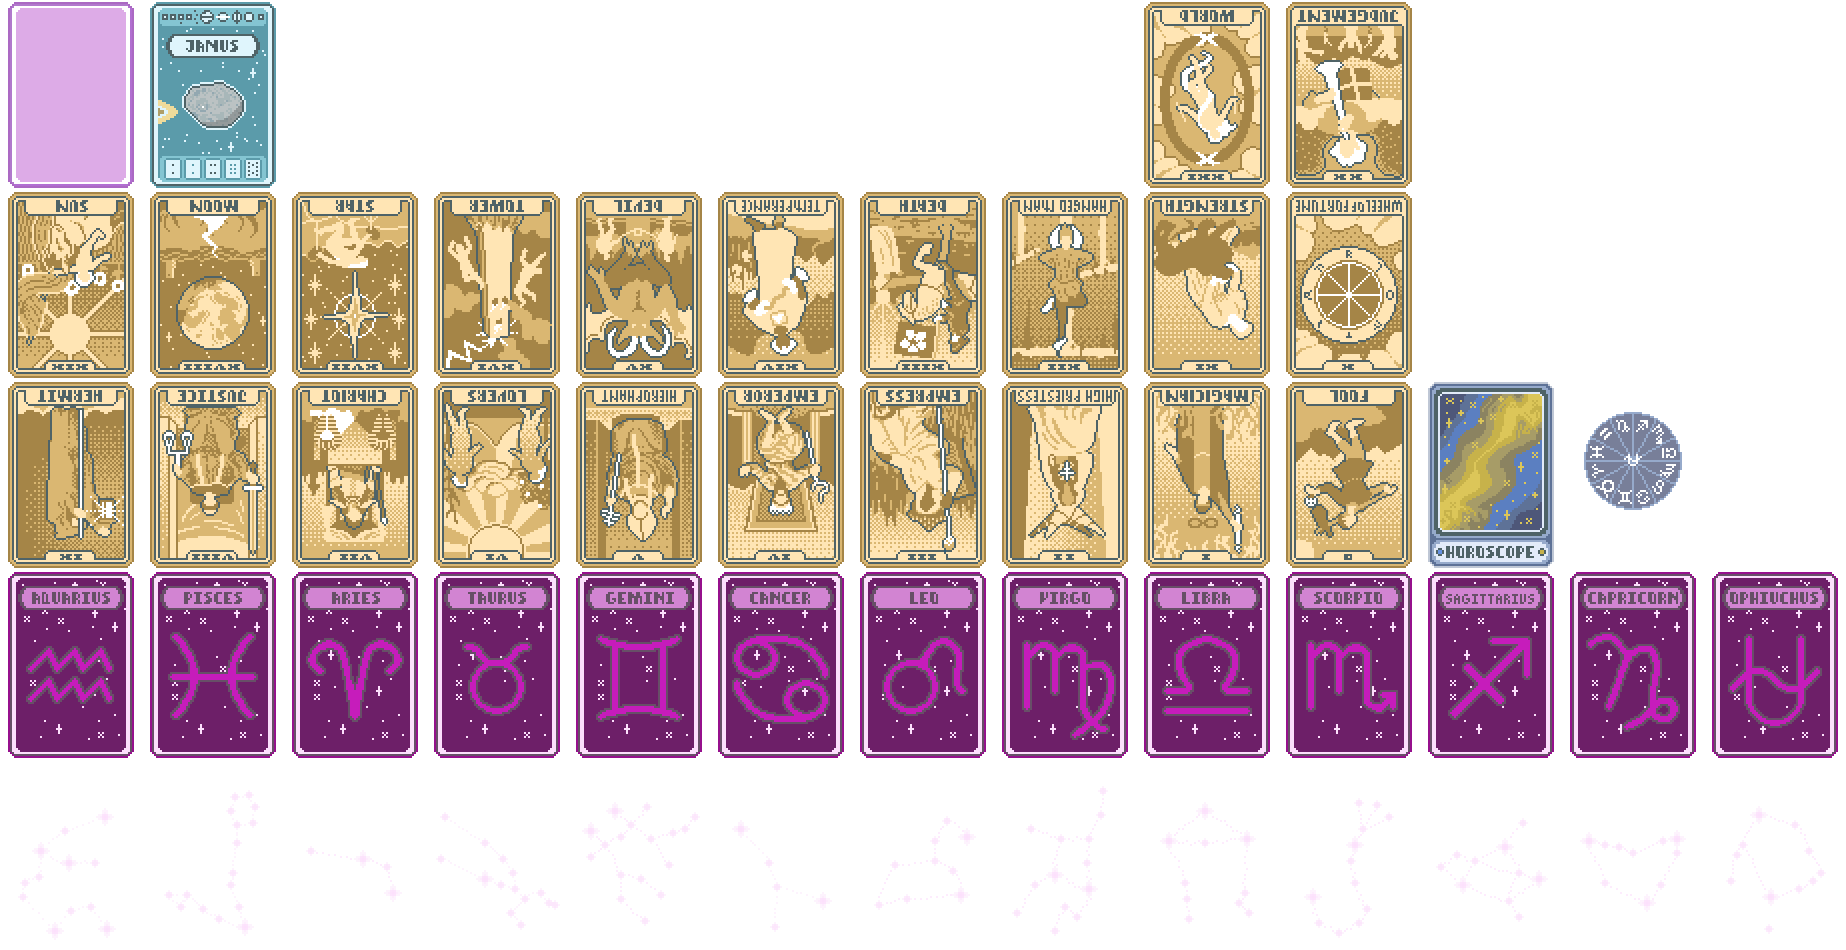 JANUS
WORLD
XXI
JUDGEMENT
XX
SUN
XIX
MOON
XVIII
STAR
XVII
TOWER
XVI
DEVIL
XV
TEMPERANCE
XIV
DEATH
XIII
HANGED MAN
XII
STRENGTH
XI
WHEEL OF FORTUNE
X
HERMIT
IX
JUSTICE
VIII
CHARIOT
VII
LOVERS
VI
HIEROPHANT
V
EMPEROR
IV
EMPRESS
III
HIGH PRIESTESS
II
MAGICIAN
I
FOOL
0
HOROSCOPE
AQUARIUS
PISCES
ARIES
TAURUS
GEMINI
CANCER
LEO
VIRGO
LIBRA
SCORPIO
SAGITTARIUS
CAPRICORN
OPHIUCHUS